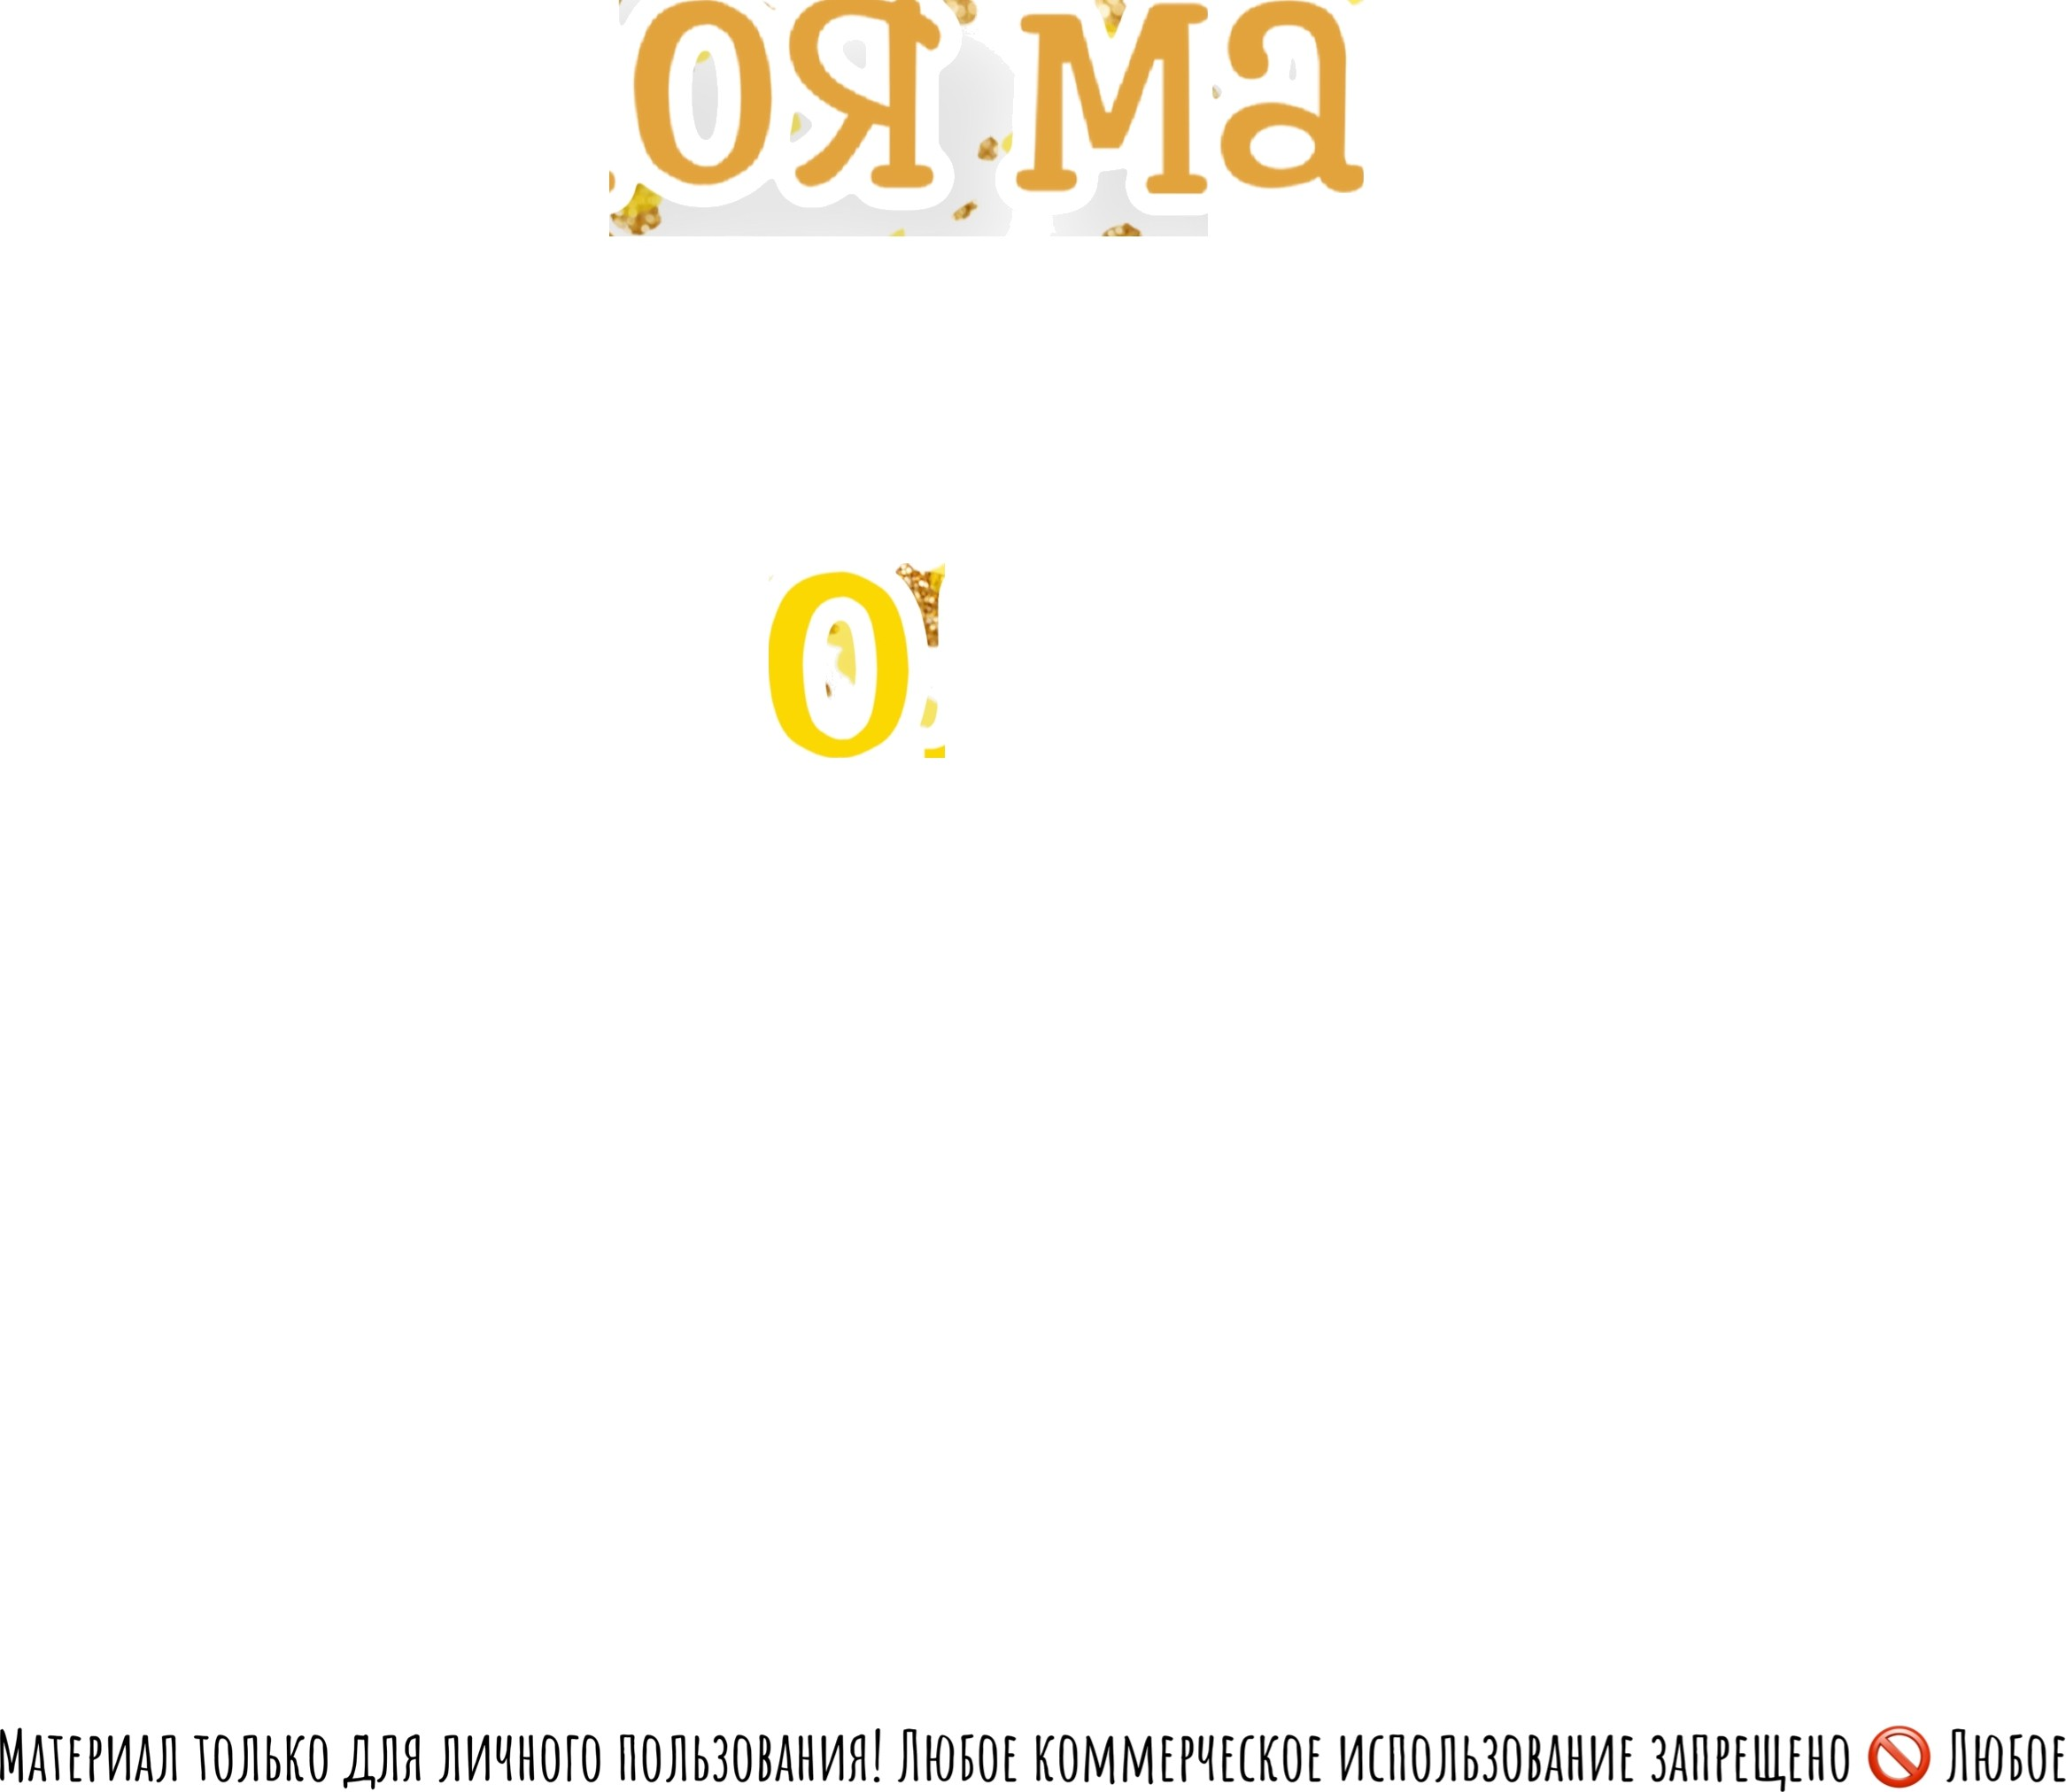 оя ма
О
Материал только для личного пользования! Любое коммерческое использование запрещено 🚫 Любое